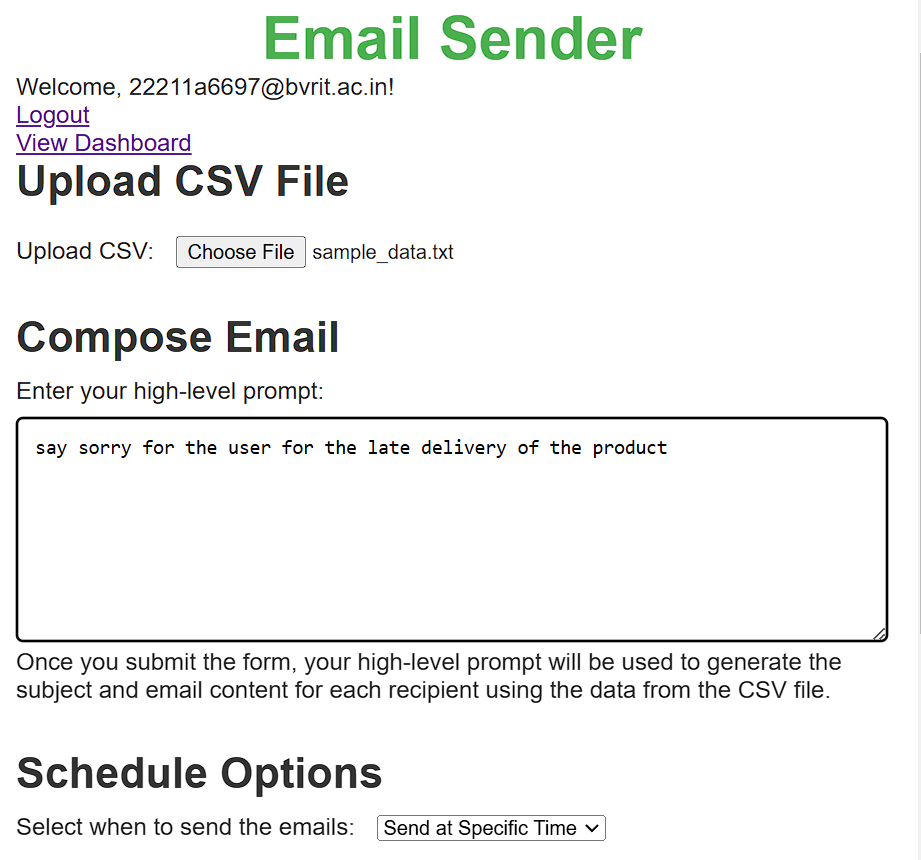 Email Sender
Welcome, 22211a6697@bvrit.ac.in!
Logout
View Dashboard
Upload CSV File
Upload CSV: Choose File sample_data.txt
Compose Email
Enter your high-level prompt:
say sorry for the user for the late delivery of the product
Once you submit the form, your high-level prompt will be used to generate the
subject and email content for each recipient using the data from the CSV file.
Schedule Options
Select when to send the emails: Send at Specific Time